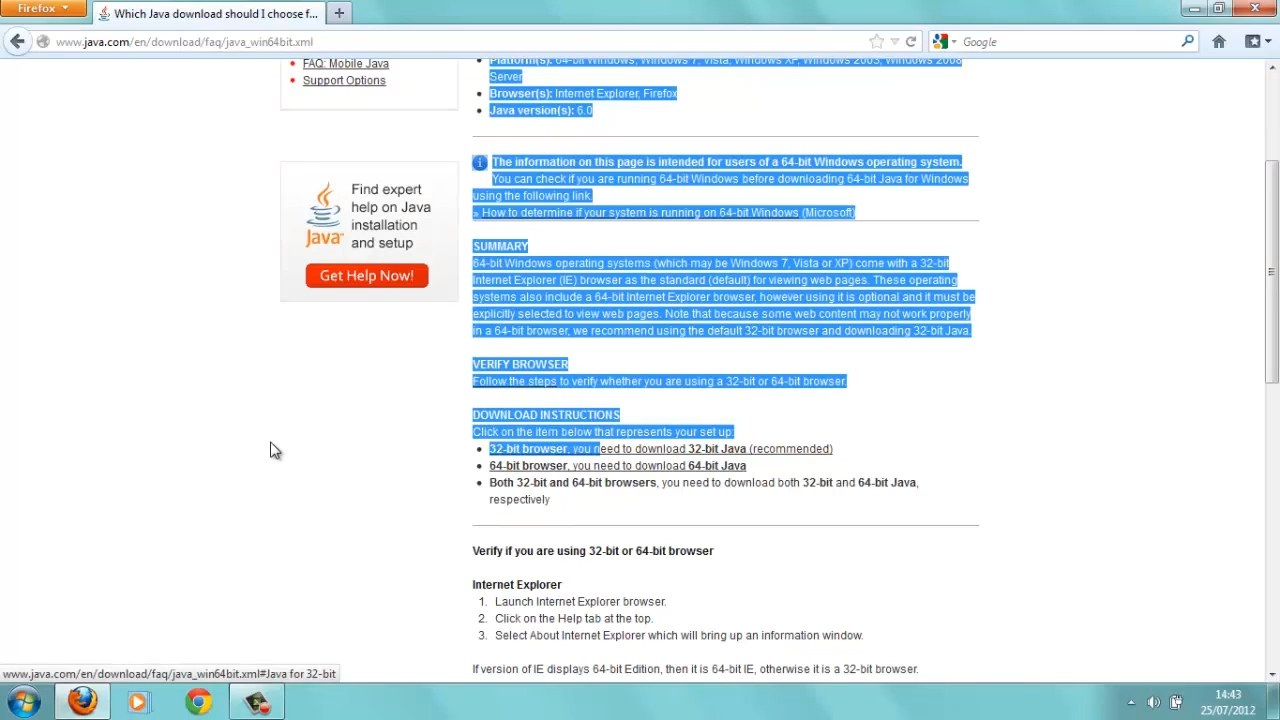 Firefox
Which Java download should I choose f...
www.java.com/en/download/faq/java_win64bit.xml
Google
FAQ: Mobile Java
Support Options
Find expert
help on Java
installation
and setup
Java
Get Help Now!
Platform(s): 64-bit Windows, Windows 7, Vista, Windows XP, Windows 2003, Windows 2008
Server
Browser(s): Internet Explorer, Firefox
Java version(s): 6.0
The information on this page is intended for users of a 64-bit Windows operating system.
You can check if you are running 64-bit Windows before downloading 64-bit Java for Windows
using the following link.
» How to determine if your system is running on 64-bit Windows (Microsoft)
SUMMARY
64-bit Windows operating systems (which may be Windows 7, Vista or XP) come with a 32-bit
Internet Explorer (IE) browser as the standard (default) for viewing web pages. These operating
systems also include a 64-bit Internet Explorer browser, however using it is optional and it must be
explicitly selected to view web pages. Note that because some web content may not work properly
in a 64-bit browser, we recommend using the default 32-bit browser and downloading 32-bit Java.
VERIFY BROWSER
Follow the steps to verify whether you are using a 32-bit or 64-bit browser.
DOWNLOAD INSTRUCTIONS
Click on the item below that represents your set up:
32-bit browser, you need to download 32-bit Java (recommended)
64-bit browser, you need to download 64-bit Java
Both 32-bit and 64-bit browsers, you need to download both 32-bit and 64-bit Java,
respectively
Verify if you are using 32-bit or 64-bit browser
Internet Explorer
1. Launch Internet Explorer browser.
2. Click on the Help tab at the top.
3. Select About Internet Explorer which will bring up an information window.
If version of IE displays 64-bit Edition, then it is 64-bit IE, otherwise it is a 32-bit browser.
www.java.com/en/download/faq/java_win64bit.xml#Java for 32-bit
14:43
25/07/2012